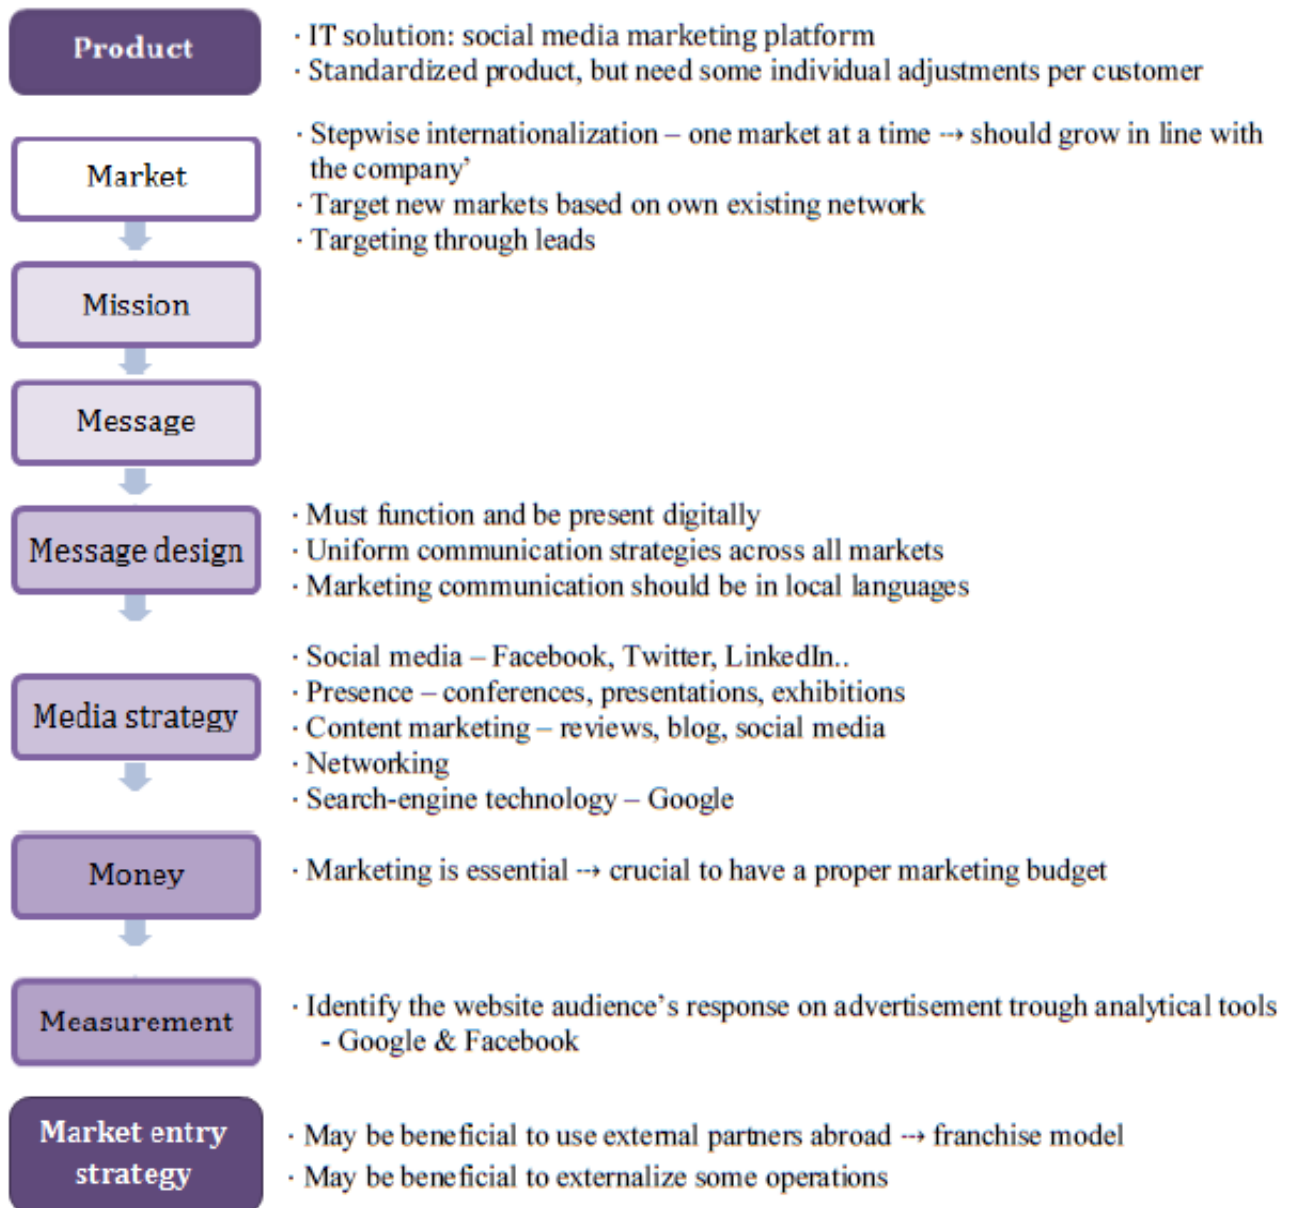 Product
· IT solution: social media marketing platform
· Standardized product, but need some individual adjustments per customer
Market
· Stepwise internationalization – one market at a time → should grow in line with
the company’
· Target new markets based on own existing network
· Targeting through leads
Mission
Message
Message design
· Must function and be present digitally
· Uniform communication strategies across all markets
· Marketing communication should be in local languages
Media strategy
· Social media – Facebook, Twitter, LinkedIn..
· Presence – conferences, presentations, exhibitions
· Content marketing – reviews, blog, social media
· Networking
· Search-engine technology – Google
Money
· Marketing is essential → crucial to have a proper marketing budget
Measurement
· Identify the website audience’s response on advertisement trough analytical tools
- Google & Facebook
Market entry
strategy
· May be beneficial to use external partners abroad → franchise model
· May be beneficial to externalize some operations